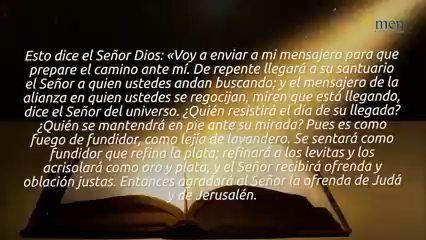 men
Esto dice el Señor Dios: «Voy a enviar a mi mensajero para que
prepare el camino ante mí. De repente llegará a su santuario
el Señor a quien ustedes andan buscando; y el mensajero de la
alianza en quien ustedes se regocijan, miren que está llegando,
dice el Señor del universo. ¿Quién resistirá el día de su llegada?
¿Quién se mantendrá en pie ante su mirada? Pues es como
fuego de fundidor, como lejía de lavandero. Se sentará como
fundidor que refina la plata; refinará a los levitas y los
acrisolará como oro y plata, y el Señor recibirá ofrenda y
oblación justas. Entonces agradará al Señor la ofrenda de Judá
y de Jerusalén.